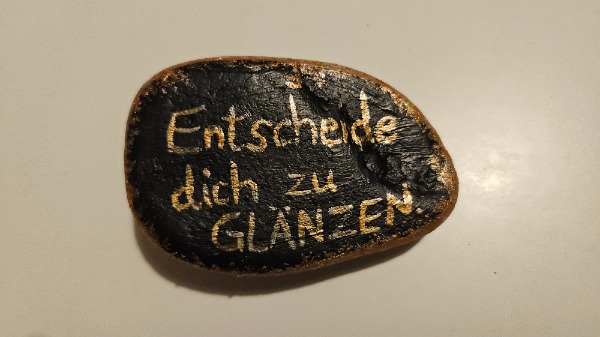 Entscheide
dich zu
GLÄNZEN.